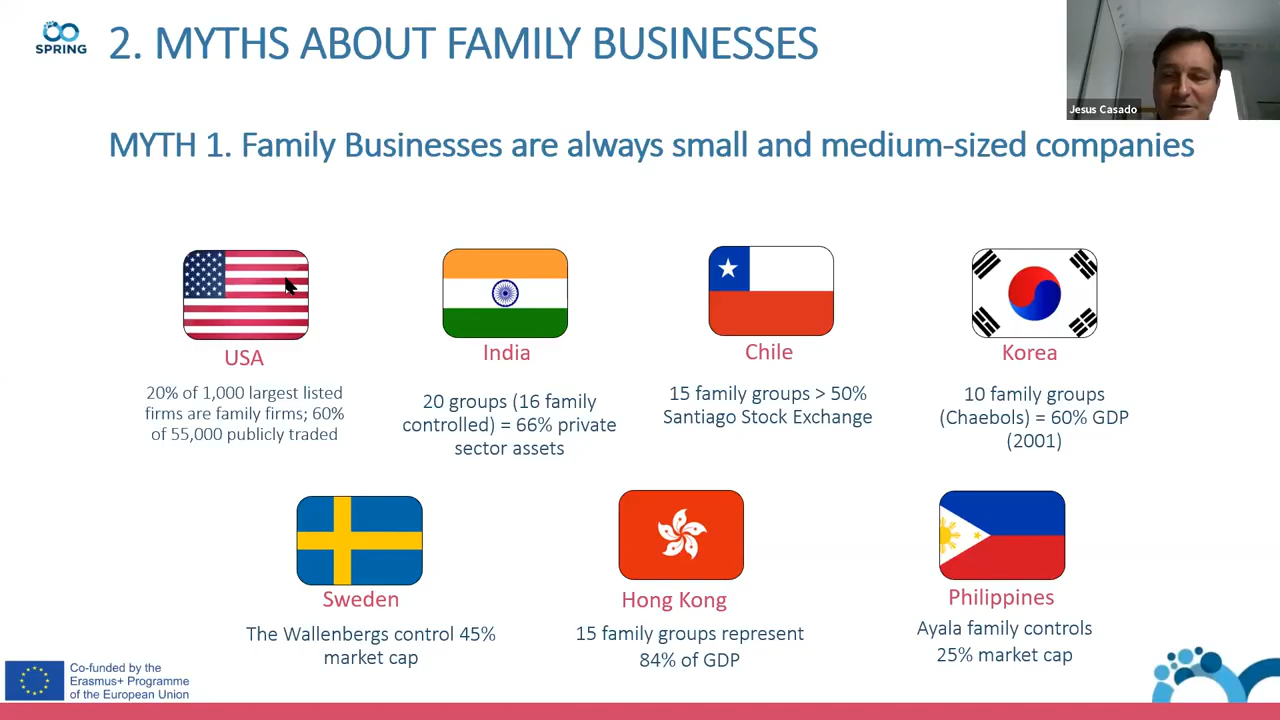 SPRING
2. MYTHS ABOUT FAMILY BUSINESSES
Jesus Casado
MYTH 1. Family Businesses are always small and medium-sized companies
USA
20% of 1,000 largest listed
firms are family firms; 60%
of 55,000 publicly traded
India
20 groups (16 family
controlled) = 66% private
sector assets
Chile
15 family groups > 50%
Santiago Stock Exchange
Korea
10 family groups
(Chaebols) = 60% GDP
(2001)
Sweden
The Wallenbergs control 45%
market cap
Hong Kong
15 family groups represent
84% of GDP
Philippines
Ayala family controls
25% market cap
Co-funded by the
Erasmus+ Programme
of the European Union